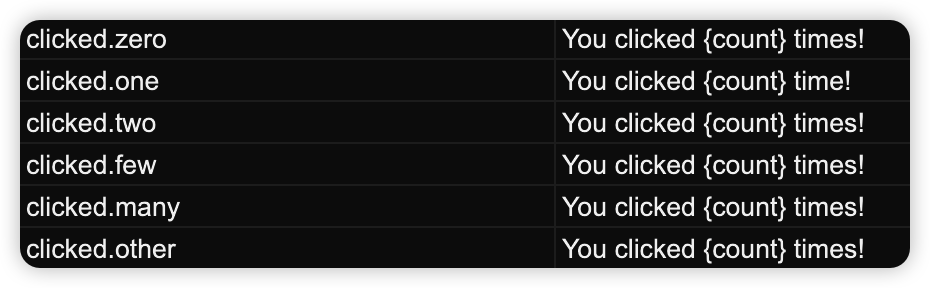 clicked.zero You clicked {count} times!
clicked.one You clicked {count} time!
clicked.two You clicked {count} times!
clicked.few You clicked {count} times!
clicked.many You clicked {count} times!
clicked.other You clicked {count} times!